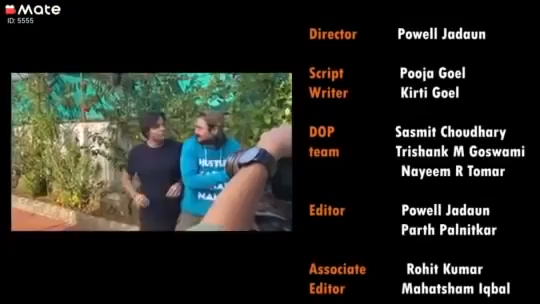 Mate
ID: 5555
Director Powell Jadaun
Script Pooja Goel
Writer Kirti Goel
DOP Sasmit Choudhary
team Trishank M Goswami
Nayeem R Tomar
Editor Powell Jadaun
Parth Palnitkar
Associate Rohit Kumar
Editor Mahatsham Iqbal
HUSTLE